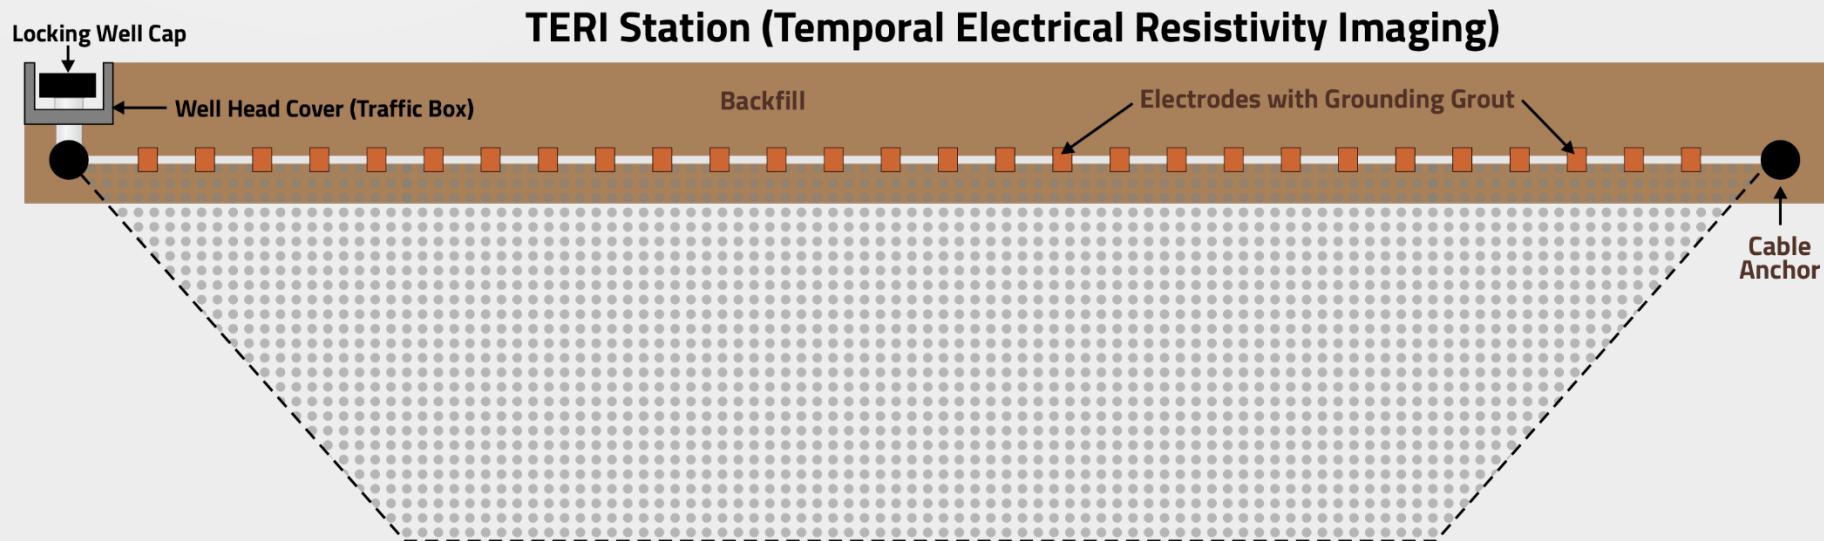 TERI Station (Temporal Electrical Resistivity Imaging)
Locking Well Cap
Well Head Cover (Traffic Box)
Backfill
Electrodes with Grounding Grout
Cable
Anchor